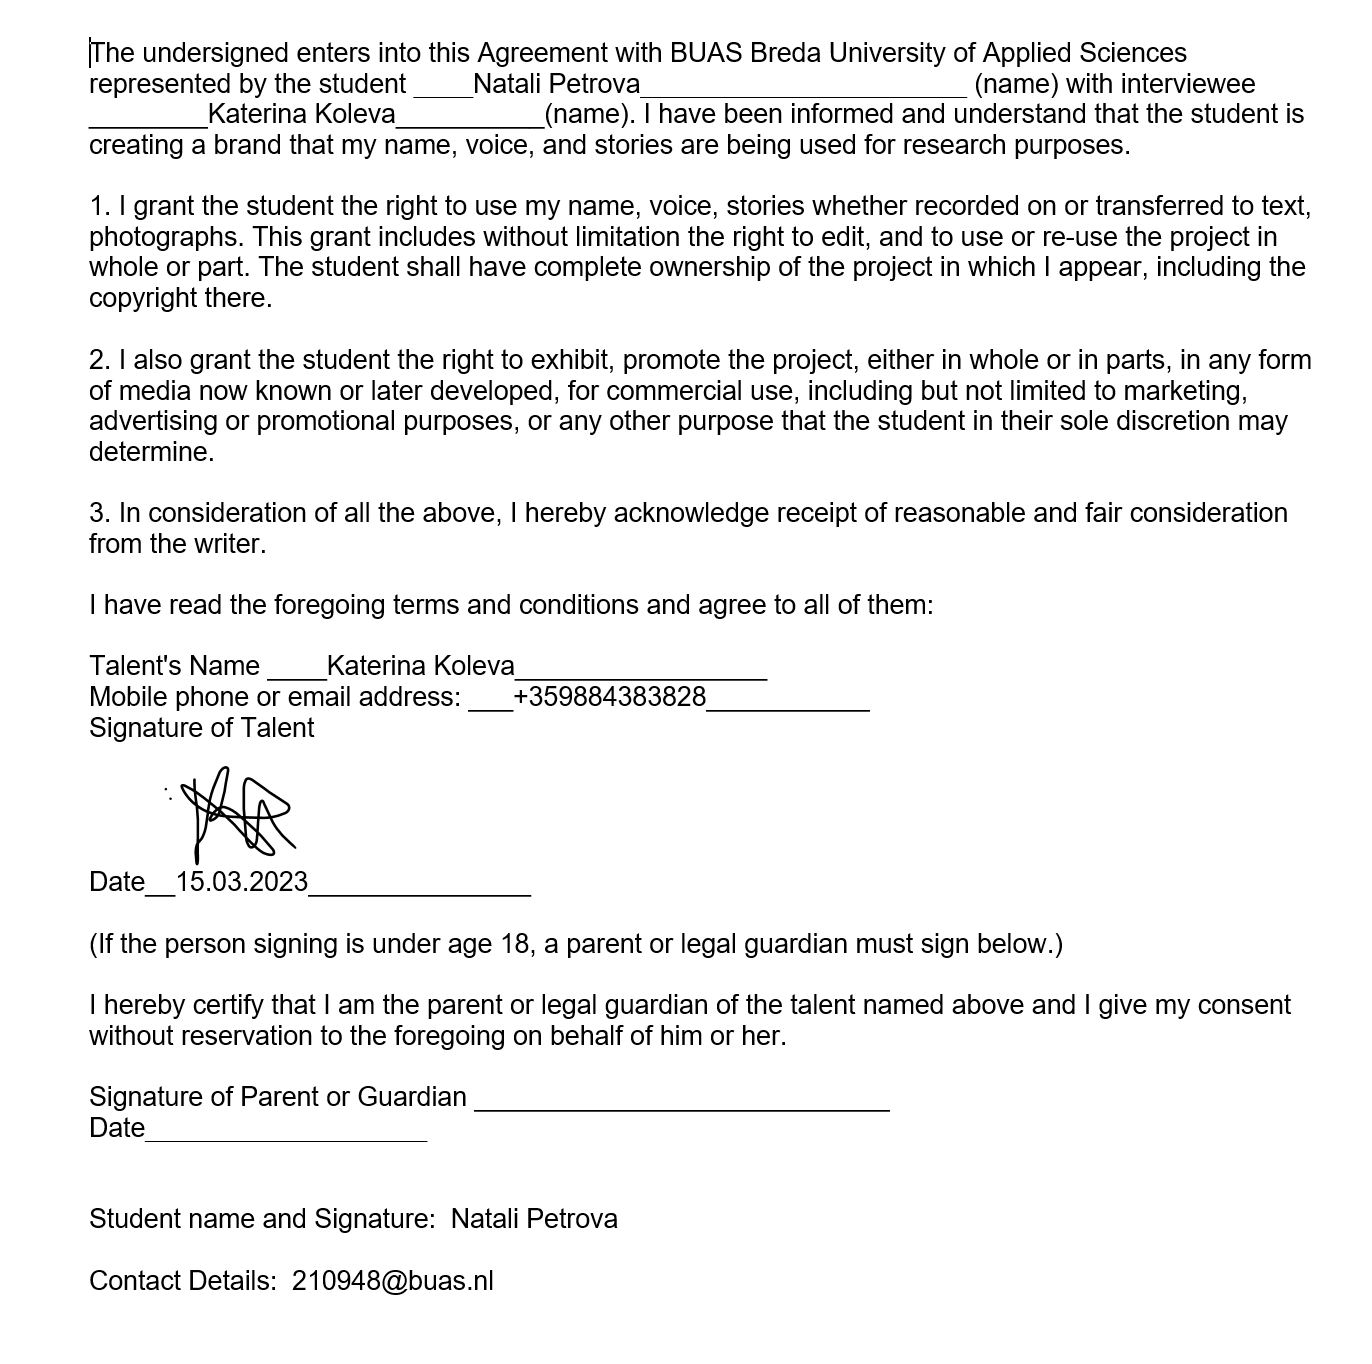 The undersigned enters into this Agreement with BUAS Breda University of Applied Sciences
represented by the student ____Natali Petrova______________________ (name) with interviewee
________Katerina Koleva__________(name). I have been informed and understand that the student is
creating a brand that my name, voice, and stories are being used for research purposes.

1. I grant the student the right to use my name, voice, stories whether recorded on or transferred to text,
photographs. This grant includes without limitation the right to edit, and to use or re-use the project in
whole or part. The student shall have complete ownership of the project in which I appear, including the
copyright there.

2. I also grant the student the right to exhibit, promote the project, either in whole or in parts, in any form
of media now known or later developed, for commercial use, including but not limited to marketing,
advertising or promotional purposes, or any other purpose that the student in their sole discretion may
determine.

3. In consideration of all the above, I hereby acknowledge receipt of reasonable and fair consideration
from the writer.

I have read the foregoing terms and conditions and agree to all of them:

Talent's Name ____Katerina Koleva_________________
Mobile phone or email address: ___+359884383828___________
Signature of Talent

Date__15.03.2023_______________

(If the person signing is under age 18, a parent or legal guardian must sign below.)

I hereby certify that I am the parent or legal guardian of the talent named above and I give my consent
without reservation to the foregoing on behalf of him or her.

Signature of Parent or Guardian ____________________________
Date___________________

Student name and Signature:  Natali Petrova

Contact Details:  210948@buas.nl